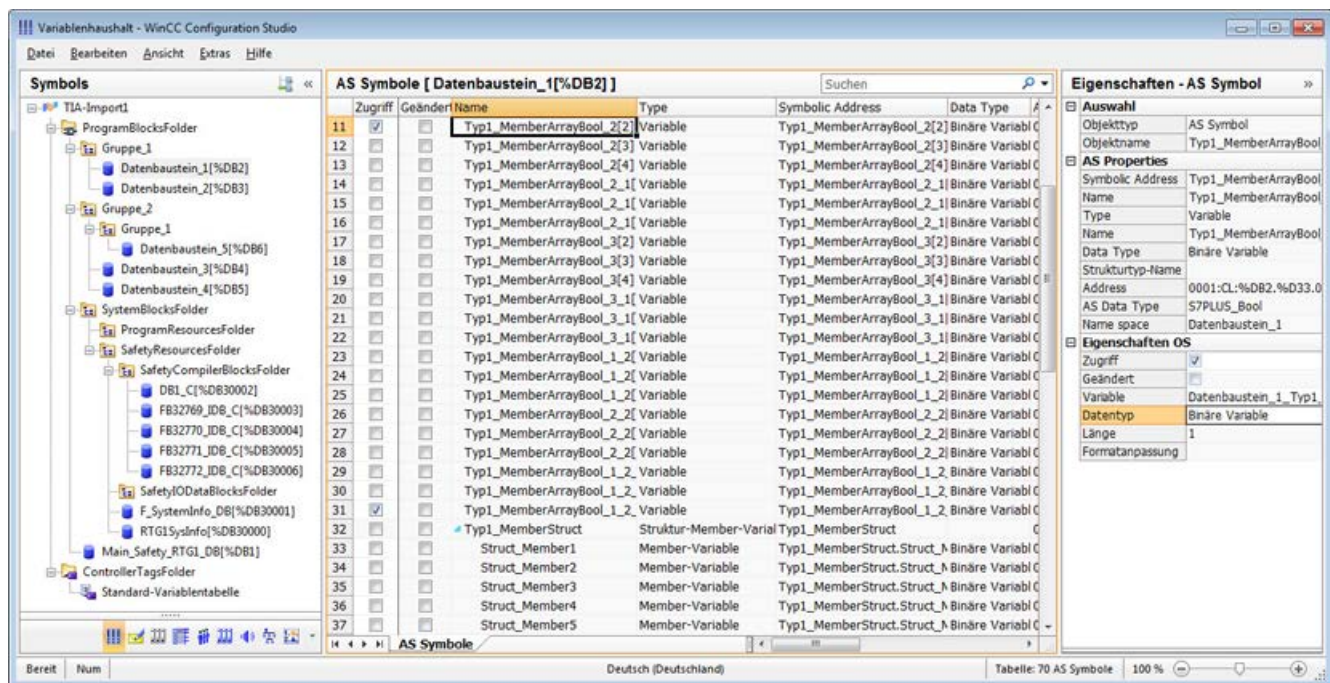 Variablenhaushalt - WinCC Configuration Studio
Datei Bearbeiten Ansicht Extras Hilfe
Symbols «
TIA-Import1
ProgramBlocksFolder
Gruppe_1
Datenbaustein_1[%DB2]
Datenbaustein_2[%DB3]
Gruppe_2
Gruppe_1
Datenbaustein_5[%DB6]
Datenbaustein_3[%DB4]
Datenbaustein_4[%DB5]
SystemBlocksFolder
ProgramResourcesFolder
SafetyResourcesFolder
SafetyCompilerBlocksFolder
DB1_C[%DB30002]
FB32769_IDB_C[%DB30003]
FB32770_IDB_C[%DB30004]
FB32771_IDB_C[%DB30005]
FB32772_IDB_C[%DB30006]
SafetyIODataBlocksFolder
F_SystemInfo_DB[%DB30001]
RTG1SysInfo[%DB30000]
Main_Safety_RTG1_DB[%DB1]
ControllerTagsFolder
Standard-Variablentabelle
AS Symbole [ Datenbaustein_1[%DB2] ] Suchen
Zugriff Geändert Name Type Symbolic Address Data Type A
11 Typ1_MemberArrayBool_2[2] Variable Typ1_MemberArrayBool_2[2] Binäre Variabl
12 Typ1_MemberArrayBool_2[3] Variable Typ1_MemberArrayBool_2[3] Binäre Variabl
13 Typ1_MemberArrayBool_2[4] Variable Typ1_MemberArrayBool_2[4] Binäre Variabl
14 Typ1_MemberArrayBool_2_1[ Variable Typ1_MemberArrayBool_2_1[ Binäre Variabl
15 Typ1_MemberArrayBool_2_1[ Variable Typ1_MemberArrayBool_2_1[ Binäre Variabl
16 Typ1_MemberArrayBool_2_1[ Variable Typ1_MemberArrayBool_2_1[ Binäre Variabl
17 Typ1_MemberArrayBool_3[2] Variable Typ1_MemberArrayBool_3[2] Binäre Variabl
18 Typ1_MemberArrayBool_3[3] Variable Typ1_MemberArrayBool_3[3] Binäre Variabl
19 Typ1_MemberArrayBool_3[4] Variable Typ1_MemberArrayBool_3[4] Binäre Variabl
20 Typ1_MemberArrayBool_3_1[ Variable Typ1_MemberArrayBool_3_1[ Binäre Variabl
21 Typ1_MemberArrayBool_3_1[ Variable Typ1_MemberArrayBool_3_1[ Binäre Variabl
22 Typ1_MemberArrayBool_3_1[ Variable Typ1_MemberArrayBool_3_1[ Binäre Variabl
23 Typ1_MemberArrayBool_1_2[ Variable Typ1_MemberArrayBool_1_2[ Binäre Variabl
24 Typ1_MemberArrayBool_1_2[ Variable Typ1_MemberArrayBool_1_2[ Binäre Variabl
25 Typ1_MemberArrayBool_1_2[ Variable Typ1_MemberArrayBool_1_2[ Binäre Variabl
26 Typ1_MemberArrayBool_2_2[ Variable Typ1_MemberArrayBool_2_2[ Binäre Variabl
27 Typ1_MemberArrayBool_2_2[ Variable Typ1_MemberArrayBool_2_2[ Binäre Variabl
28 Typ1_MemberArrayBool_2_2[ Variable Typ1_MemberArrayBool_2_2[ Binäre Variabl
29 Typ1_MemberArrayBool_1_2_ Variable Typ1_MemberArrayBool_1_2_ Binäre Variabl
30 Typ1_MemberArrayBool_1_2_ Variable Typ1_MemberArrayBool_1_2_ Binäre Variabl
31 Typ1_MemberArrayBool_1_2_ Variable Typ1_MemberArrayBool_1_2_ Binäre Variabl
32 Typ1_MemberStruct Struktur-Member-Varial Typ1_MemberStruct
33 Struct_Member1 Member-Variable Typ1_MemberStruct.Struct_M Binäre Variabl
34 Struct_Member2 Member-Variable Typ1_MemberStruct.Struct_M Binäre Variabl
35 Struct_Member3 Member-Variable Typ1_MemberStruct.Struct_M Binäre Variabl
36 Struct_Member4 Member-Variable Typ1_MemberStruct.Struct_M Binäre Variabl
37 Struct_Member5 Member-Variable Typ1_MemberStruct.Struct_M Binäre Variabl
AS Symbole
Eigenschaften - AS Symbol »
Auswahl
Objekttyp AS Symbol
Objektname Typ1_MemberArrayBool
AS Properties
Symbolic Address Typ1_MemberArrayBool
Name Typ1_MemberArrayBool
Type Variable
Name Typ1_MemberArrayBool
Data Type Binäre Variable
Strukturtyp-Name
Address 0001:CL:%DB2.%D33.0
AS Data Type S7PLUS_Bool
Name space Datenbaustein_1
Eigenschaften OS
Zugriff
Geändert
Variable Datenbaustein_1_Typ1_
Datentyp Binäre Variable
Länge 1
Formatanpassung
Bereit Num Deutsch (Deutschland) Tabelle: 70 AS Symbole 100 %